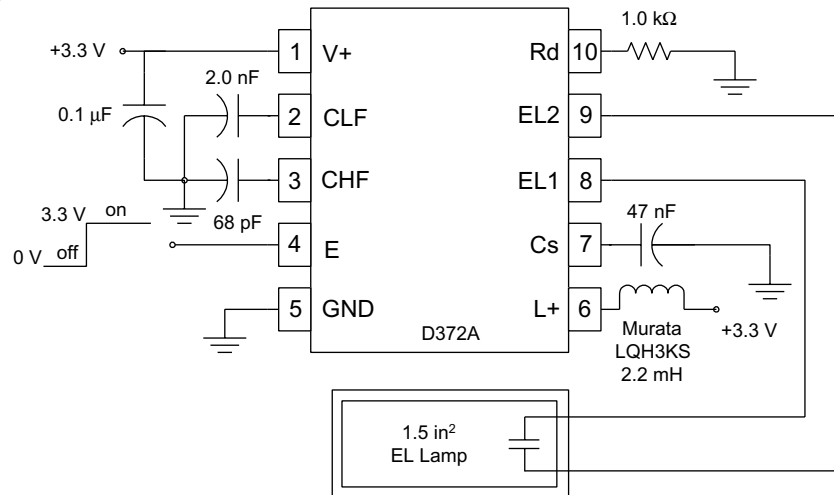 +3.3 V
1 V+
Rd 10
1.0 kΩ
2.0 nF
0.1 μF
2 CLF
EL2 9
3 CHF
EL1 8
68 pF
3.3 V
on
0 V
off
4 E
Cs 7
47 nF
5 GND
L+ 6
D372A
+3.3 V
Murata
LQH3KS
2.2 mH
1.5 in²
EL Lamp